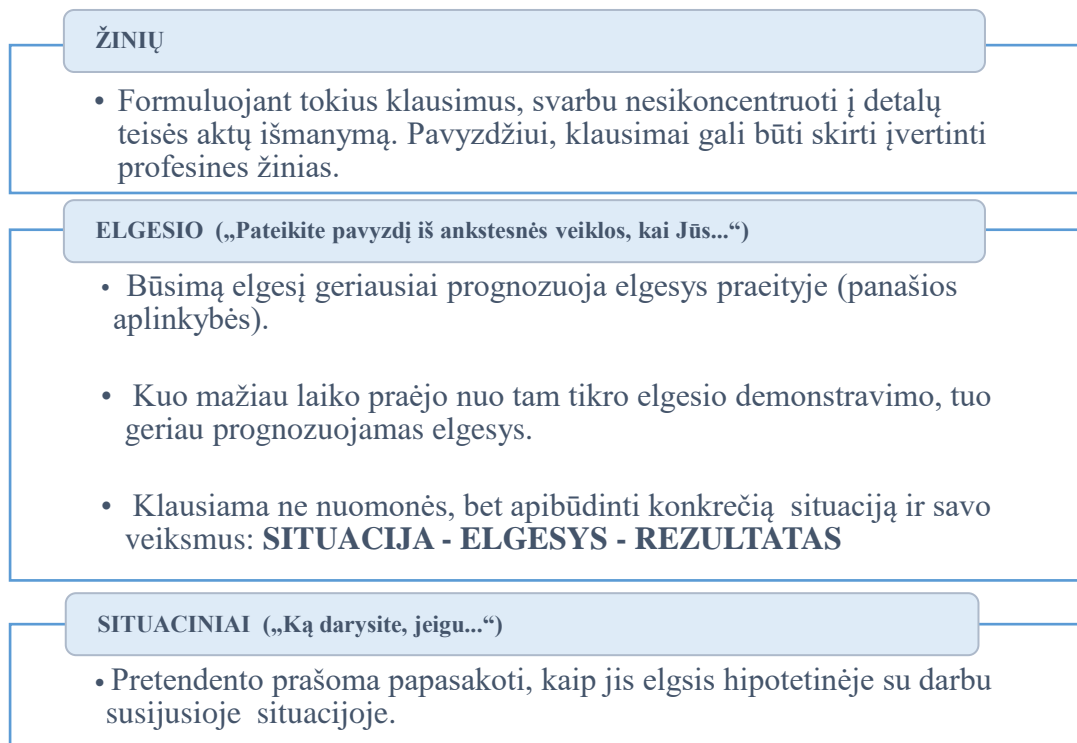 ŽINIŲ
• Formuluojant tokius klausimus, svarbu nesikoncentruoti į detalų
teisės aktų išmanymą. Pavyzdžiui, klausimai gali būti skirti įvertinti
profesines žinias.
ELGESIO („Pateikite pavyzdį iš ankstesnės veiklos, kai Jūs...“)
• Būsimą elgesį geriausiai prognozuoja elgesys praeityje (panašios
aplinkybės).
• Kuo mažiau laiko praėjo nuo tam tikro elgesio demonstravimo, tuo
geriau prognozuojamas elgesys.
• Klausiama ne nuomonės, bet apibūdinti konkrečią situaciją ir savo
veiksmus: SITUACIJA - ELGESYS - REZULTATAS
SITUACINIAI („Ką darysite, jeigu...“)
• Pretendento prašoma papasakoti, kaip jis elgsis hipotetinėje su darbu
susijusioje situacijoje.